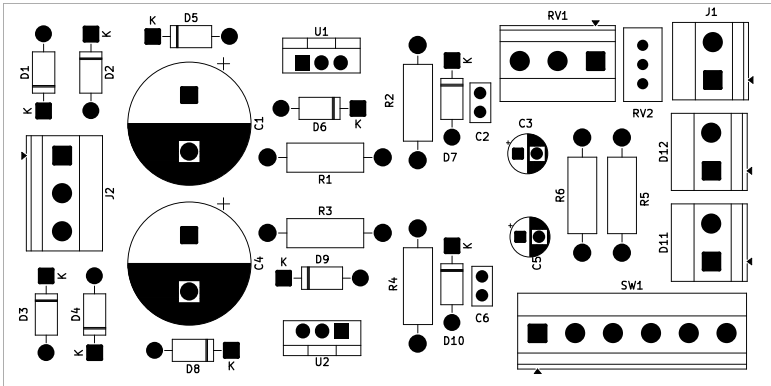 D5
K
U1
RV1
J1
K
K
D1
D2
K
K
C1
D6
K
R2
D7
C2
RV2
C3
D12
R1
J2
R6
R5
R3
C4
D9
K
K
R4
D10
C6
C5
D11
K
K
D3
D4
K
D8
K
U2
SW1